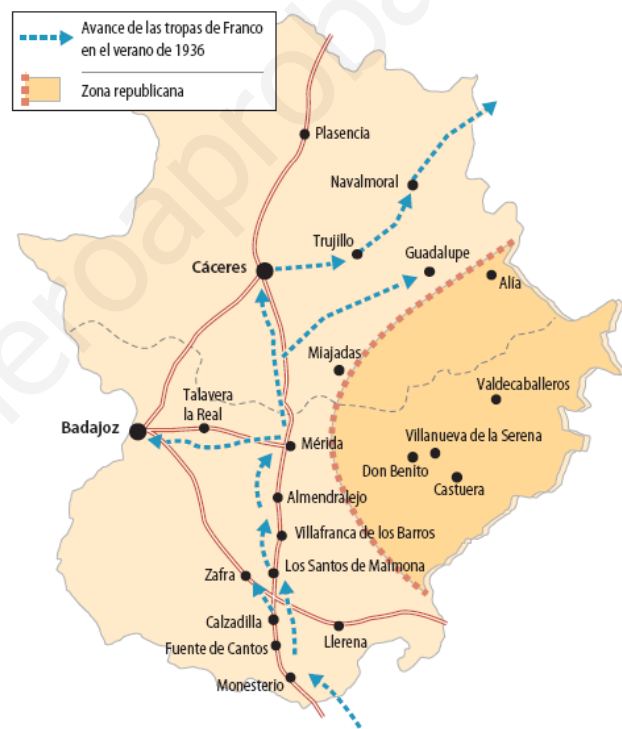 Avance de las tropas de Franco
en el verano de 1936
Zona republicana
Plasencia
Navalmoral
Trujillo
Guadalupe
Cáceres
Alía
Miajadas
Valdecaballeros
Talavera
la Real
Badajoz
Mérida
Villanueva de la Serena
Don Benito
Castuera
Almendralejo
Villafranca de los Barros
Los Santos de Maimona
Zafra
Calzadilla
Llerena
Fuente de Cantos
Monesterio